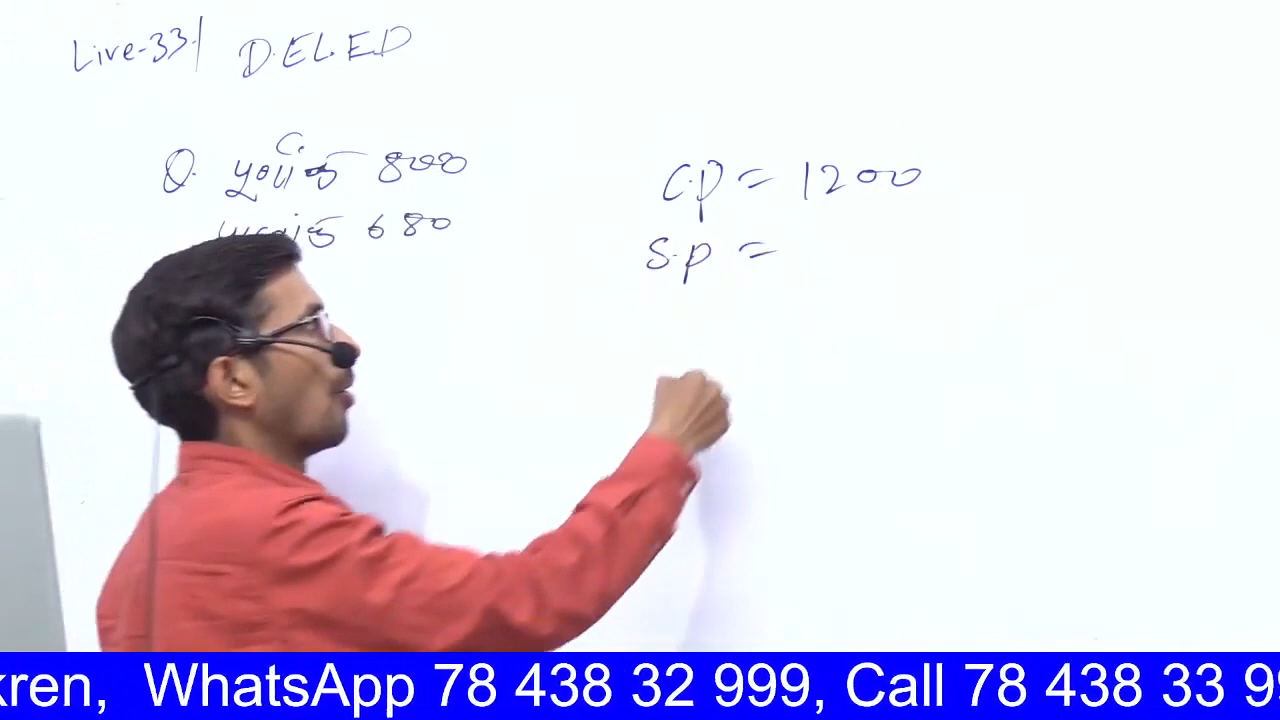 Live-33| D.EL.ED
Q. पूर्णांक 800
680
C.P = 1200
S.P =
kren, WhatsApp 78 438 32 999, Call 78 438 33 9